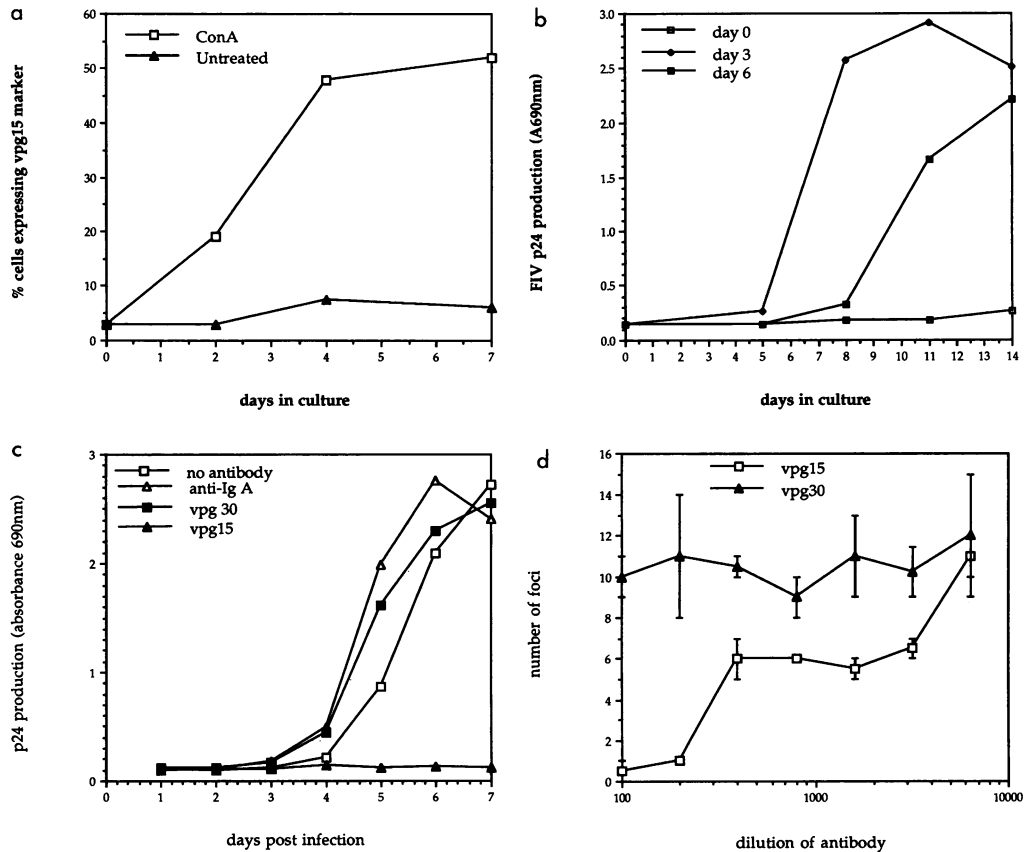 a
% cells expressing vpg15 marker
60
50
40
30
20
10
0
ConA
Untreated
0 1 2 3 4 5 6 7
days in culture
b
FIV p24 production (A690nm)
3.0
2.5
2.0
1.5
1.0
0.5
0.0
day 0
day 3
day 6
0 1 2 3 4 5 6 7 8 9 10 11 12 13 14
days in culture
c
p24 production (absorbance 690nm)
3
2
1
0
no antibody
anti-Ig A
vpg 30
vpg15
0 1 2 3 4 5 6 7
days post infection
d
number of foci
16
14
12
10
8
6
4
2
0
vpg15
vpg30
100 1000 10000
dilution of antibody